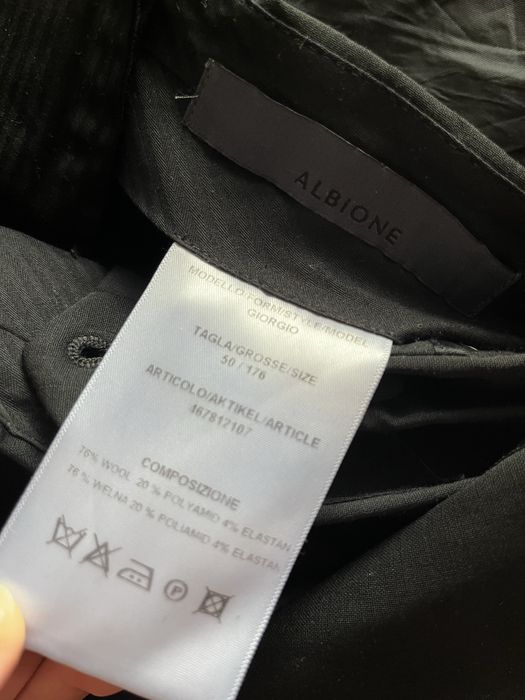 ALBIONE
MODELLO/FORM/STYLE/MODEL
GIORGIO
TAGLA/GROSSE/SIZE
50 / 176
ARTICOLO/AKTIKEL/ARTICLE
467812107
COMPOSIZIONE
76% WOOL 20 % POLYAMID 4% ELASTAN
76 % WELNA 20 % POLIAMID 4% ELASTAN
P